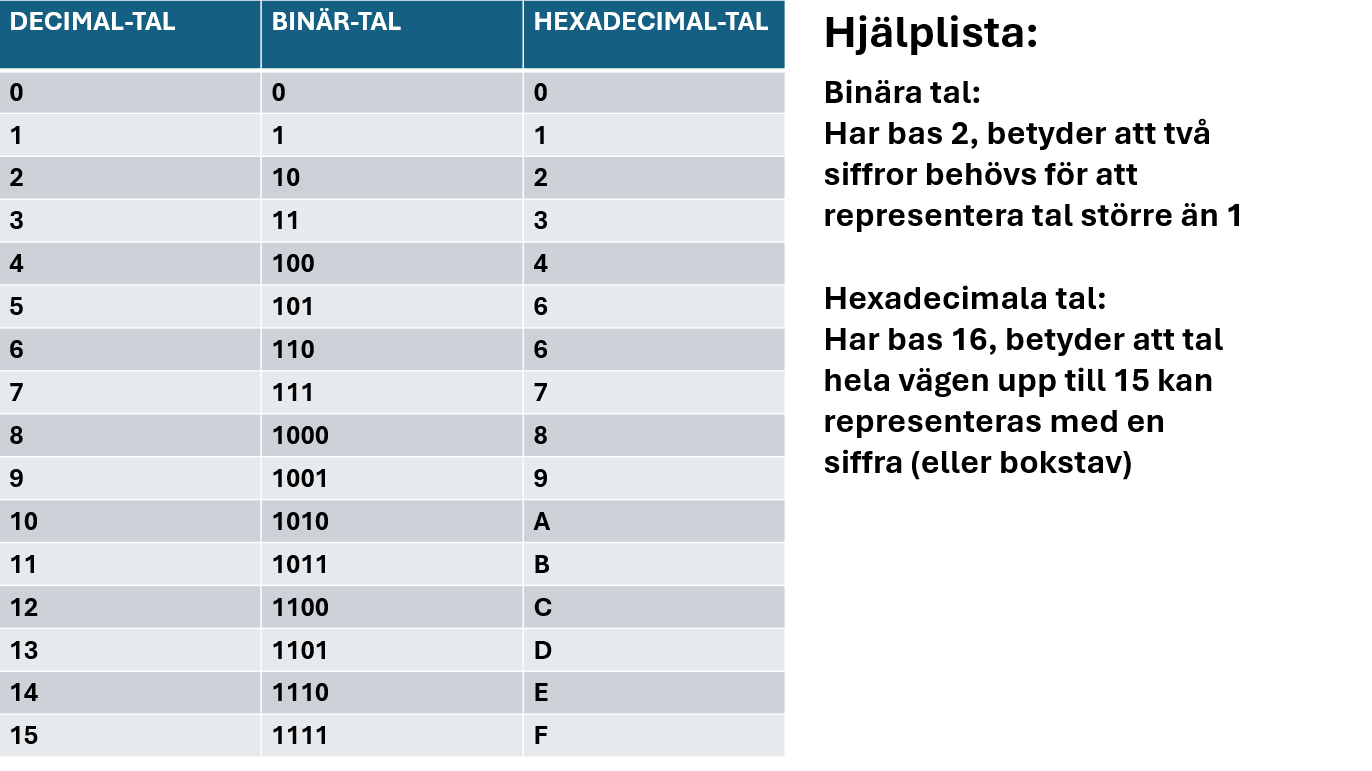 DECIMAL-TAL BINÄR-TAL HEXADECIMAL-TAL
0 0 0
1 1 1
2 10 2
3 11 3
4 100 4
5 101 6
6 110 6
7 111 7
8 1000 8
9 1001 9
10 1010 A
11 1011 B
12 1100 C
13 1101 D
14 1110 E
15 1111 F
Hjälplista:
Binära tal:
Har bas 2, betyder att två
siffror behövs för att
representera tal större än 1
Hexadecimala tal:
Har bas 16, betyder att tal
hela vägen upp till 15 kan
representeras med en
siffra (eller bokstav)